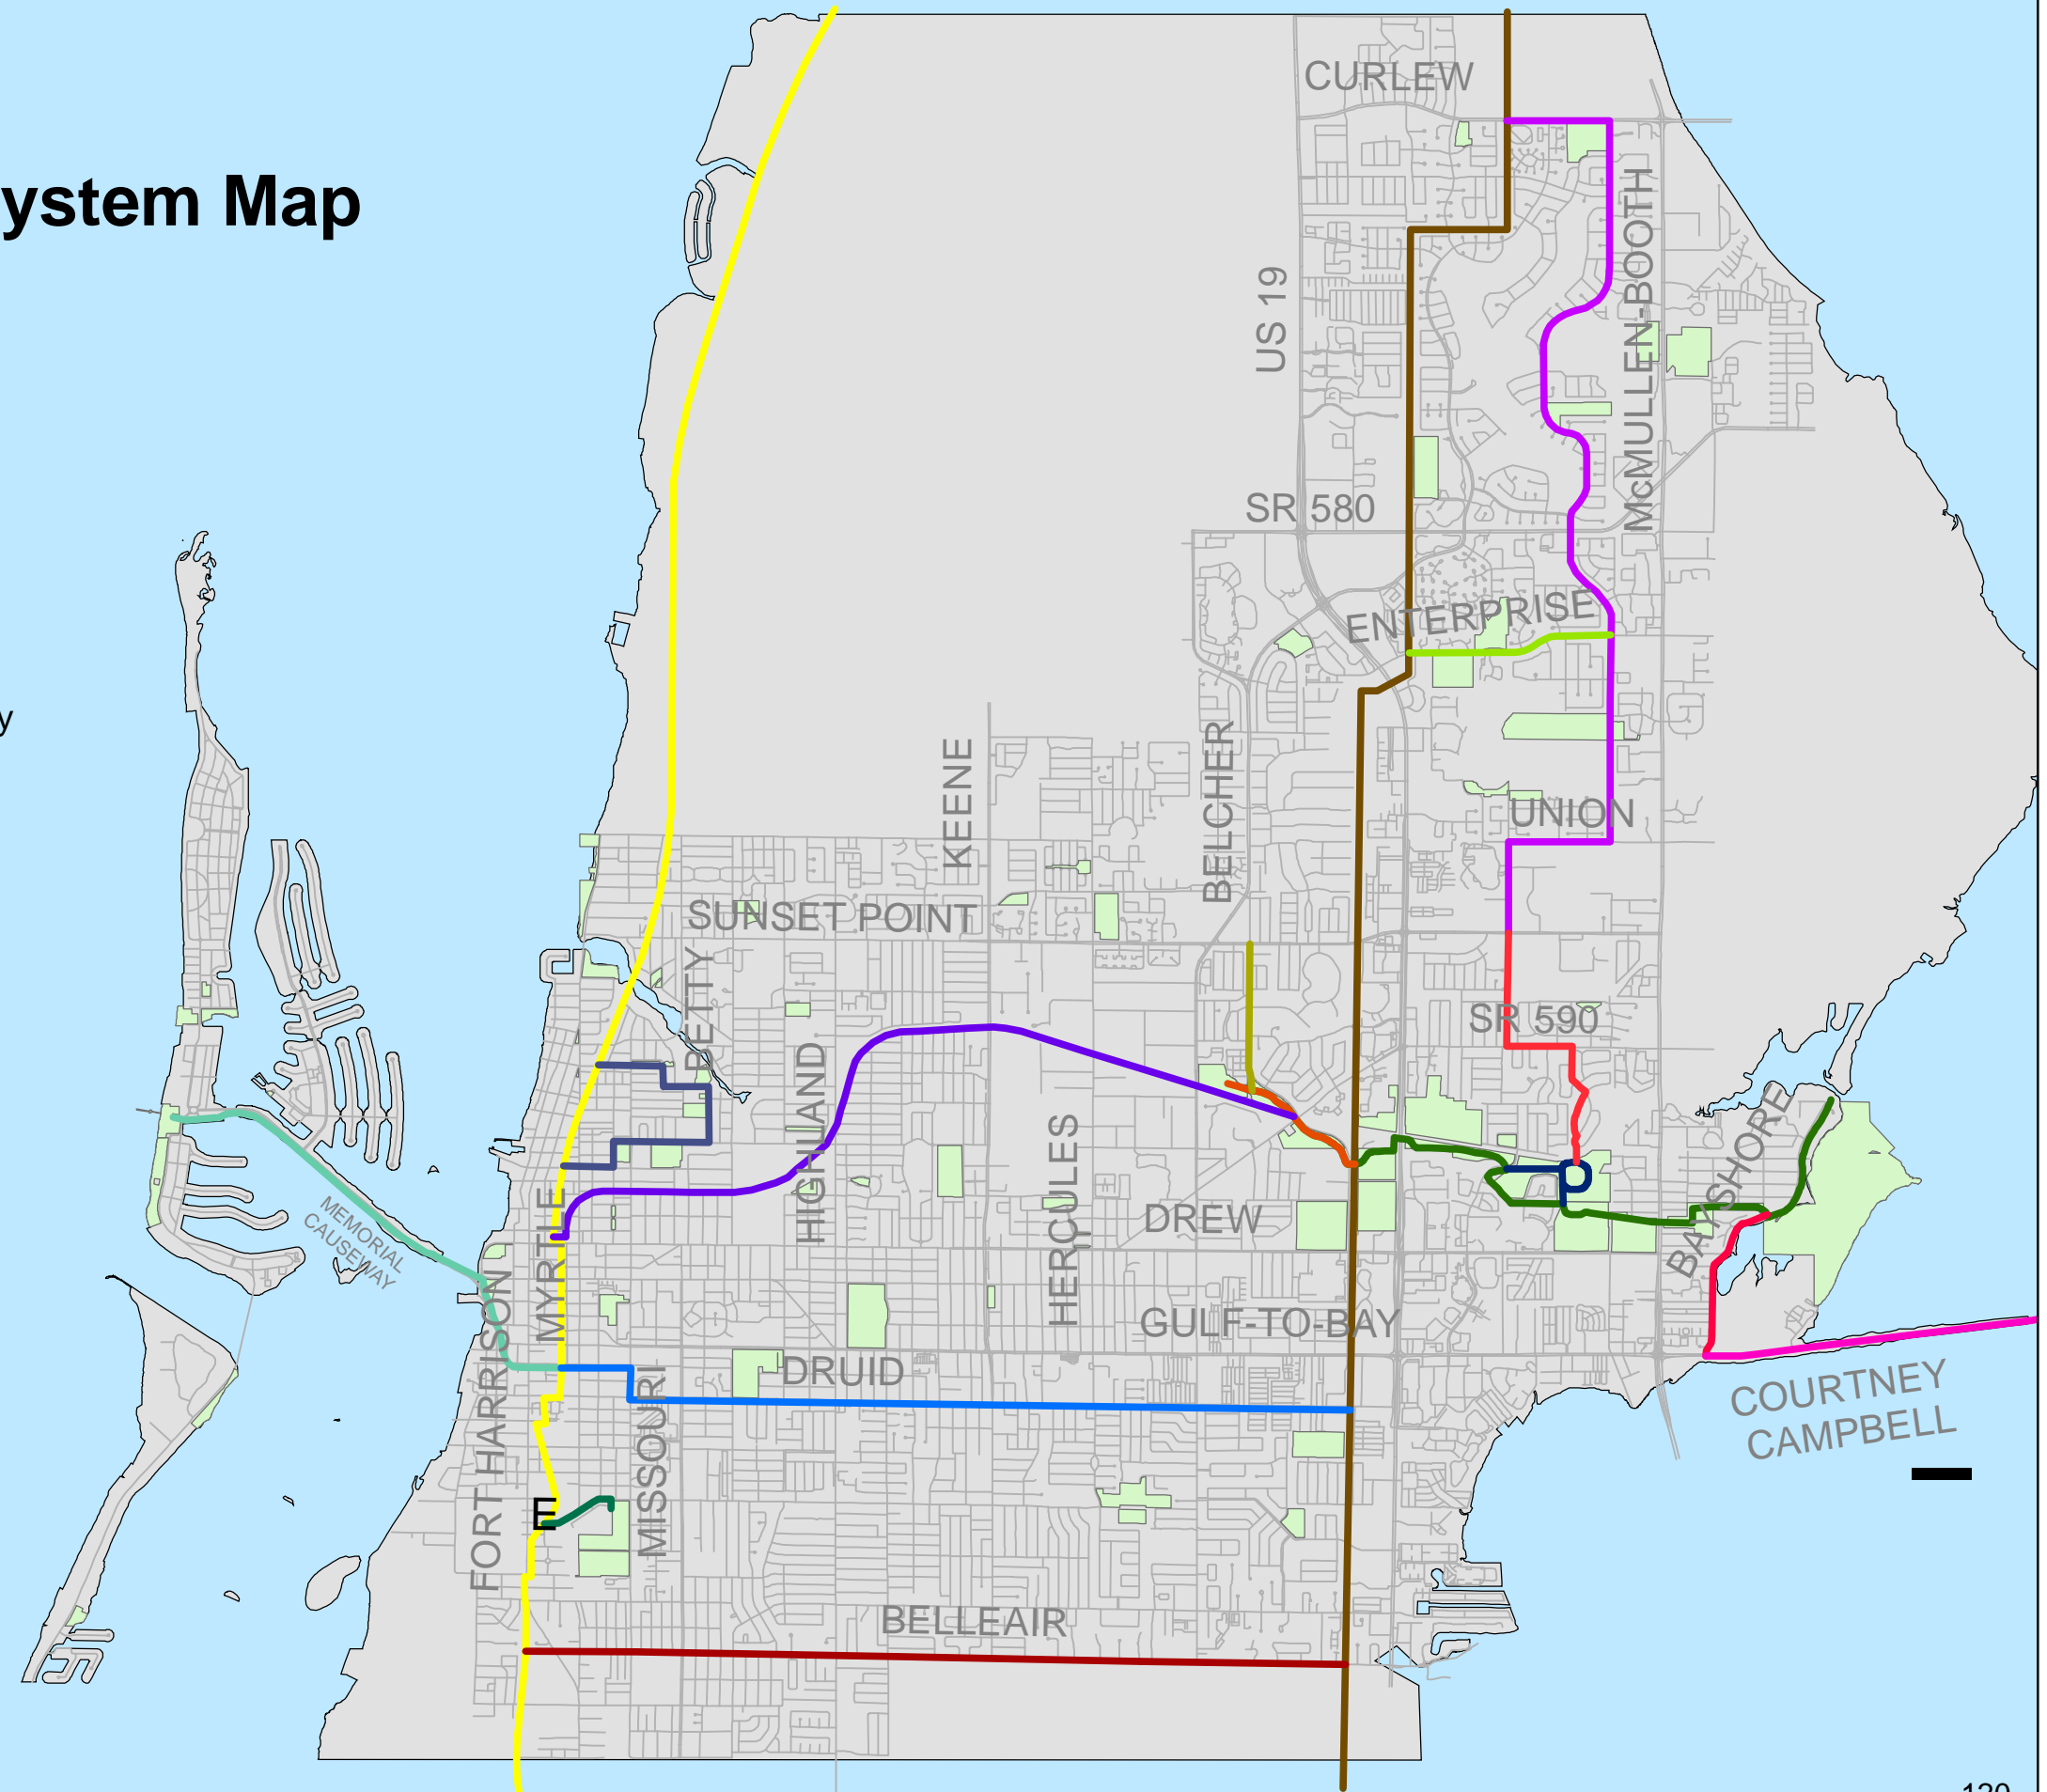 CURLEW
ystem Map
McMULLEN-BOOTH
US 19
SR 580
ENTERPRISE
y
KEENE
BELCHER
UNION
SUNSET POINT
BETTY
SR 590
HIGHLAND
HERCULES
BAYSHORE
MEMORIAL
CAUSEWAY
MYRTLE
DREW
FORT HARRISON
GULF-TO-BAY
DRUID
MISSOURI
COURTNEY
CAMPBELL
E
BELLEAIR